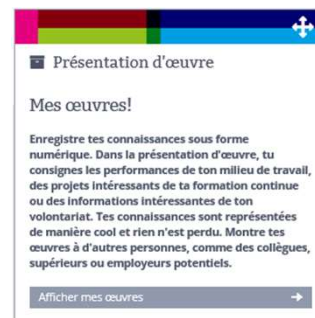 Présentation d'œuvre
Mes œuvres!
Enregistre tes connaissances sous forme
numérique. Dans la présentation d'œuvre, tu
consignes les performances de ton milieu de travail,
des projets intéressants de ta formation continue
ou des informations intéressantes de ton
volontariat. Tes connaissances sont représentées
de manière cool et rien n'est perdu. Montre tes
œuvres à d'autres personnes, comme des collègues,
supérieurs ou employeurs potentiels.
Afficher mes œuvres